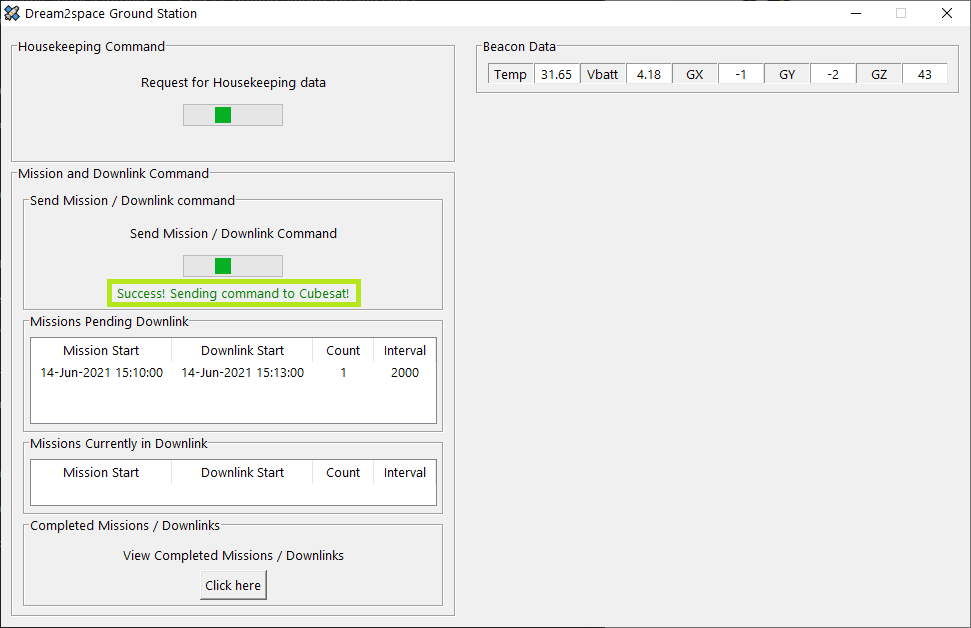 Dream2space Ground Station
Housekeeping Command
Request for Housekeeping data
Mission and Downlink Command
Send Mission / Downlink command
Send Mission / Downlink Command
Success! Sending command to Cubesat!
Missions Pending Downlink
Mission Start Downlink Start Count Interval
14-Jun-2021 15:10:00 14-Jun-2021 15:13:00 1 2000
Missions Currently in Downlink
Mission Start Downlink Start Count Interval
Completed Missions / Downlinks
View Completed Missions / Downlinks
Click here
Beacon Data
Temp 31.65 Vbatt 4.18 GX -1 GY -2 GZ 43